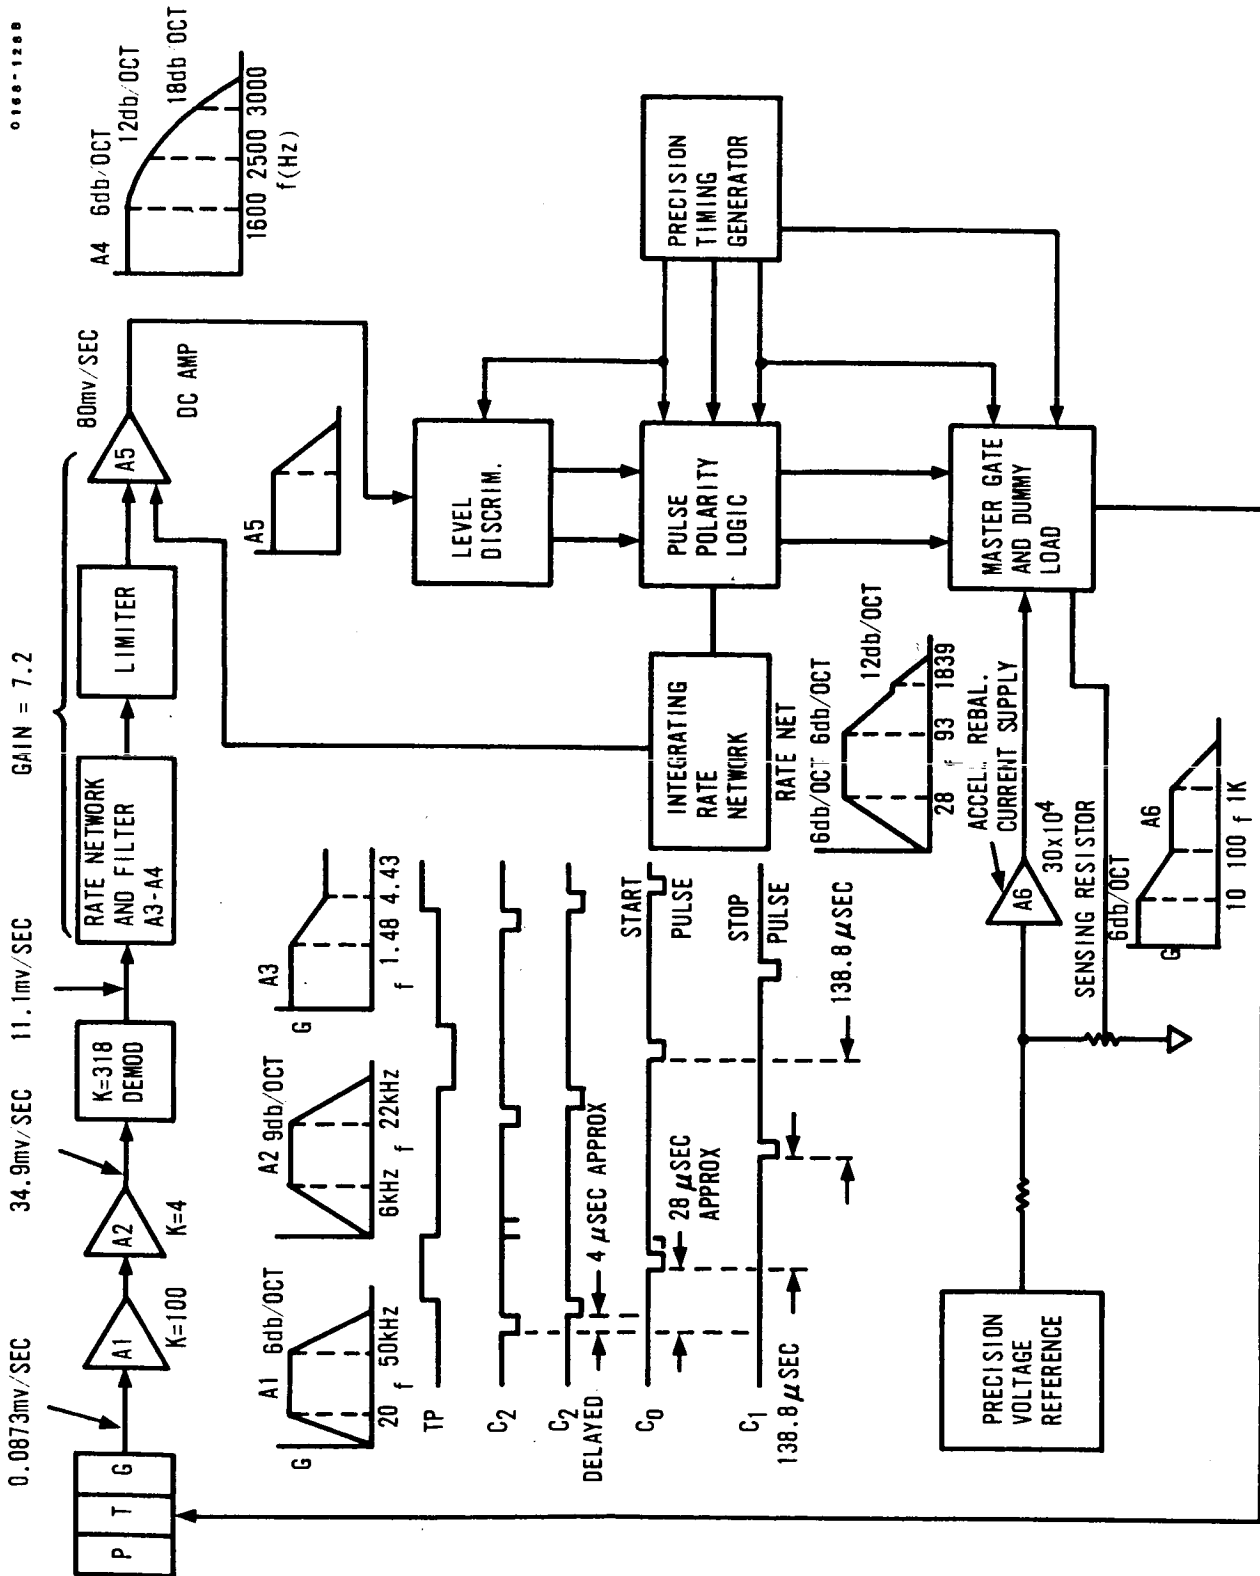 0168-1288
GAIN = 7.2
0.0873mv/SEC
34.9mv/SEC
11.1mv/SEC
80mv/SEC
P T G
A1
K=100
A2
K=4
K=318
DEMOD
RATE NETWORK
AND FILTER
A3-A4
LIMITER
A5
DC AMP
A4
6db/OCT
12db/OCT
18db/OCT
1600 2500 3000
f(Hz)
A1
6db/OCT
G
20 f 50kHz
A2 9db/OCT
6kHz f 22kHz
A3
G
1.48 4.43
f
A5
TP
C2
C2
DELAYED
4 μSEC APPROX
C0
START
PULSE
28 μSEC
APPROX
C1
STOP
PULSE
138.8 μSEC
138.8 μSEC
LEVEL
DISCRIM.
PULSE
POLARITY
LOGIC
PRECISION
TIMING
GENERATOR
INTEGRATING
RATE
NETWORK
RATE NET
6db/OCT 6db/OCT
12db/OCT
28 f 93 1839
MASTER GATE
AND DUMMY
LOAD
ACCEL. REBAL.
CURRENT SUPPLY
A6
30x10⁴
SENSING RESISTOR
6db/OCT
A6
G
10 100 f 1K
PRECISION
VOLTAGE
REFERENCE